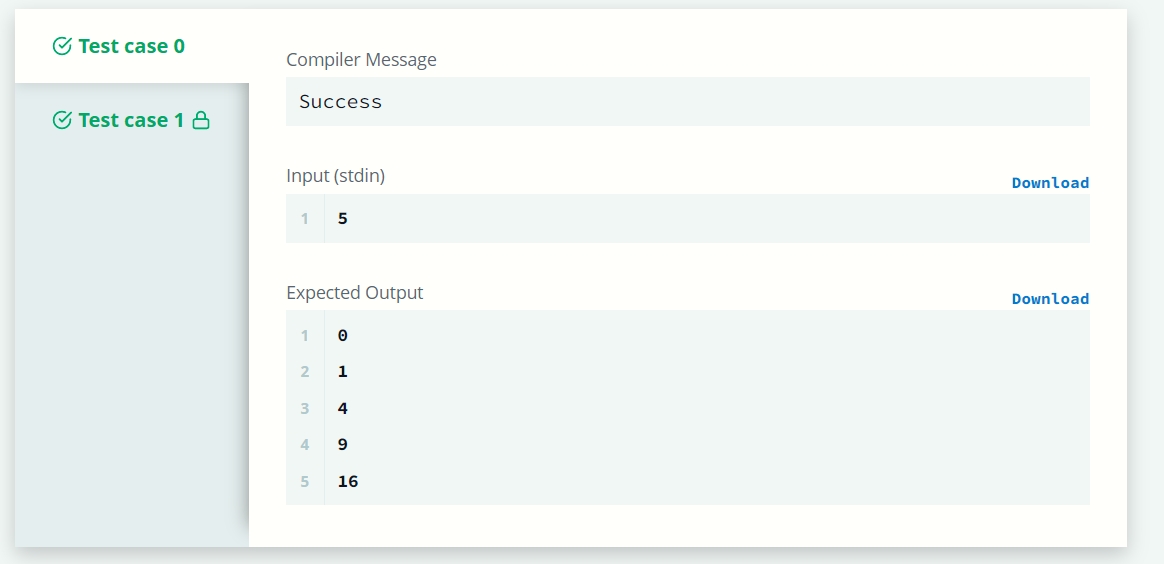 Test case 0
Test case 1
Compiler Message
Success
Input (stdin)
Download
1 5
Expected Output
Download
1 0
2 1
3 4
4 9
5 16